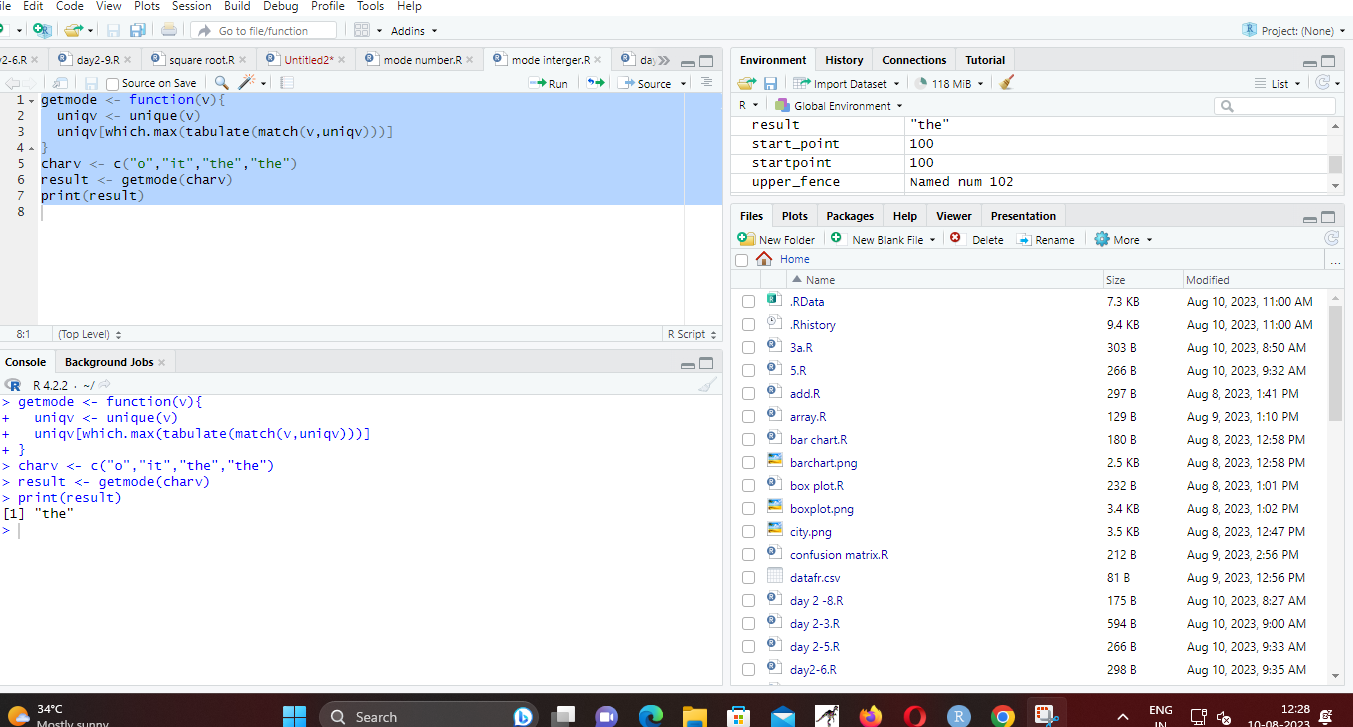 ile Edit Code View Plots Session Build Debug Profile Tools Help
Go to file/function Addins Project: (None)
2-6.R day2-9.R square root.R Untitled2* mode number.R mode interger.R day
Source on Save Run Source
1 getmode <- function(v){
2 uniqv <- unique(v)
3 uniqv[which.max(tabulate(match(v,uniqv)))]
4 }
5 charv <- c("o","it","the","the")
6 result <- getmode(charv)
7 print(result)
8
8:1 (Top Level) R Script
Console Background Jobs
R 4.2.2 · ~/
> getmode <- function(v){
+ uniqv <- unique(v)
+ uniqv[which.max(tabulate(match(v,uniqv)))]
+ }
> charv <- c("o","it","the","the")
> result <- getmode(charv)
> print(result)
[1] "the"
>
Environment History Connections Tutorial
Import Dataset 118 MiB List
R Global Environment
result "the"
start_point 100
startpoint 100
upper_fence Named num 102
Files Plots Packages Help Viewer Presentation
New Folder New Blank File Delete Rename More
Home ...
Name Size Modified
.RData 7.3 KB Aug 10, 2023, 11:00 AM
.Rhistory 9.4 KB Aug 10, 2023, 11:00 AM
3a.R 303 B Aug 10, 2023, 8:50 AM
5.R 266 B Aug 10, 2023, 9:32 AM
add.R 297 B Aug 8, 2023, 1:41 PM
array.R 129 B Aug 9, 2023, 1:10 PM
bar chart.R 180 B Aug 8, 2023, 12:58 PM
barchart.png 2.5 KB Aug 8, 2023, 12:58 PM
box plot.R 232 B Aug 8, 2023, 1:01 PM
boxplot.png 3.4 KB Aug 8, 2023, 1:02 PM
city.png 3.5 KB Aug 8, 2023, 12:47 PM
confusion matrix.R 212 B Aug 9, 2023, 2:56 PM
datafr.csv 81 B Aug 9, 2023, 12:56 PM
day 2 -8.R 175 B Aug 10, 2023, 8:27 AM
day 2-3.R 594 B Aug 10, 2023, 9:00 AM
day 2-5.R 266 B Aug 10, 2023, 9:33 AM
day2-6.R 298 B Aug 10, 2023, 9:35 AM
34°C
Mostly sunny
Search
ENG
IN
12:28
10-08-2023